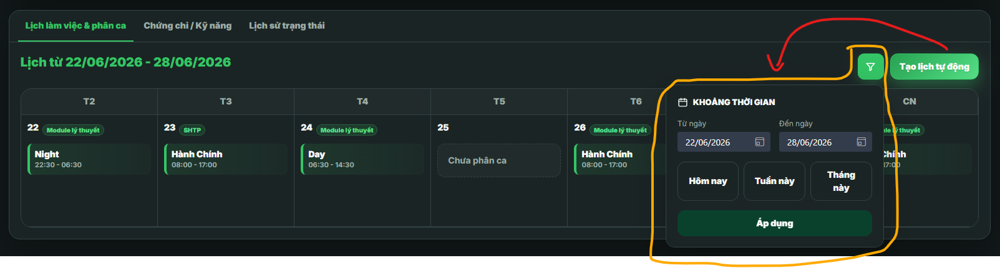 Lịch làm việc & phân ca
Chứng chỉ / Kỹ năng
Lịch sử trạng thái
Lịch từ 22/06/2026 - 28/06/2026
Tạo lịch tự động
T2
T3
T4
T5
T6
CN
22 Module lý thuyết
Night
22:30 - 06:30
23 SHTP
Hành Chính
08:00 - 17:00
24 Module lý thuyết
Day
06:30 - 14:30
25
Chưa phân ca
26 Module lý thuyết
Hành Chính
08:00 - 17:00
lý thuyết
Chính
17:00
KHOẢNG THỜI GIAN
Từ ngày
Đến ngày
22/06/2026
28/06/2026
Hôm nay
Tuần này
Tháng
này
Áp dụng